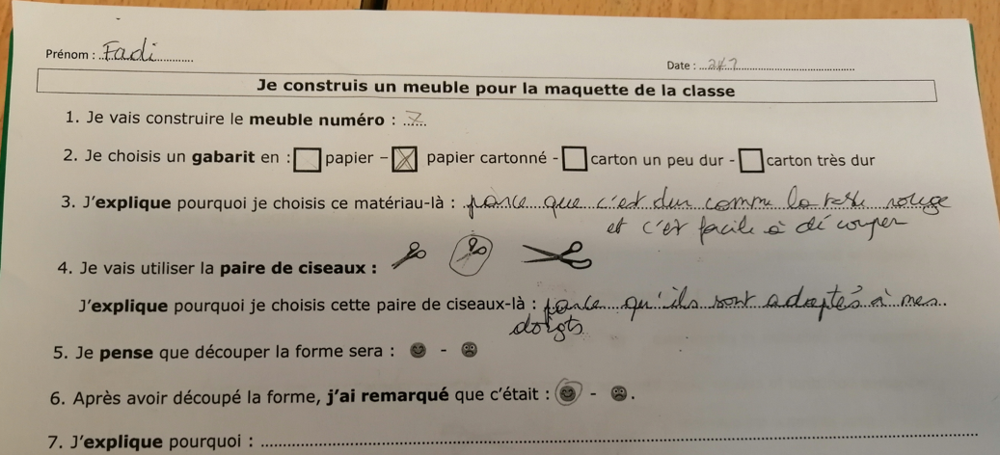 Prénom : Fadi
Date :
Je construis un meuble pour la maquette de la classe
1. Je vais construire le meuble numéro : 7
2. Je choisis un gabarit en : papier – papier cartonné - carton un peu dur - carton très dur
3. J'explique pourquoi je choisis ce matériau-là : parce que c'est dur comme la rouge
et c'est facile à découper
4. Je vais utiliser la paire de ciseaux :
J'explique pourquoi je choisis cette paire de ciseaux-là : parce qu'ils sont adaptés à mes
doigts
5. Je pense que découper la forme sera : -
6. Après avoir découpé la forme, j'ai remarqué que c'était : - .
7. J'explique pourquoi :